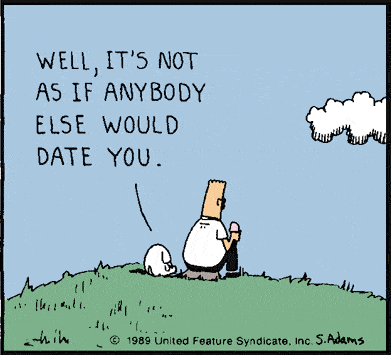 WELL, IT'S NOT
AS IF ANYBODY
ELSE WOULD
DATE YOU.
© 1989 United Feature Syndicate, Inc. S.Adams